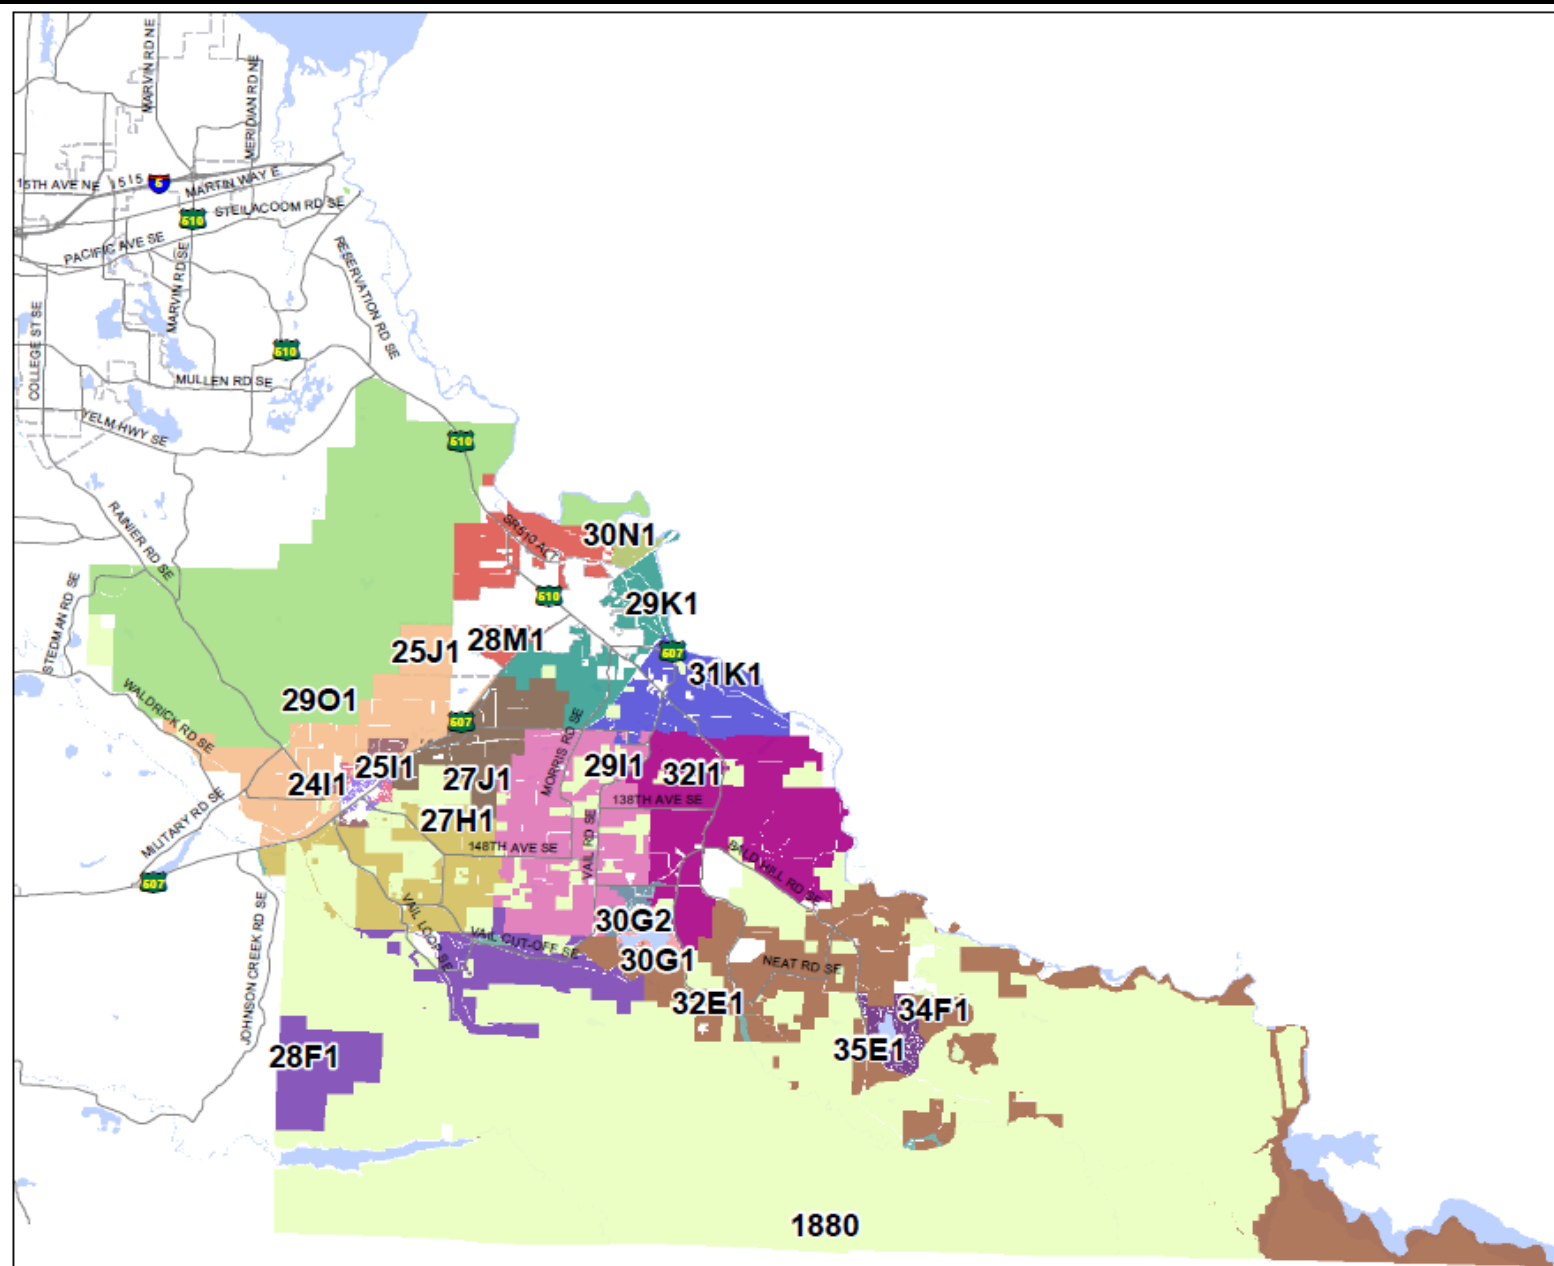 MARVIN RD NE
MERIDIAN RD NE
15TH AVE NE
1515
5
MARTIN WAY E
510
STEILACOOM RD SE
PACIFIC AVE SE
MARVIN RD SE
RESERVATION RD SE
COLLEGE ST SE
510
MULLEN RD SE
YELM HWY SE
510
RAINIER RD SE
SR510 ALT
30N1
STEDMAN RD SE
510
29K1
25J1
28M1
507
31K1
WALDRICK RD SE
29O1
507
MORRIS RD SE
24I1
25I1
27J1
29I1
32I1
138TH AVE SE
MILITARY RD SE
27H1
148TH AVE SE
VAIL RD SE
BALD HILL RD SE
507
JOHNSON CREEK RD SE
VAIL LOOP SE
VAIL CUT-OFF SE
30G2
30G1
NEAT RD SE
32E1
34F1
28F1
35E1
1880